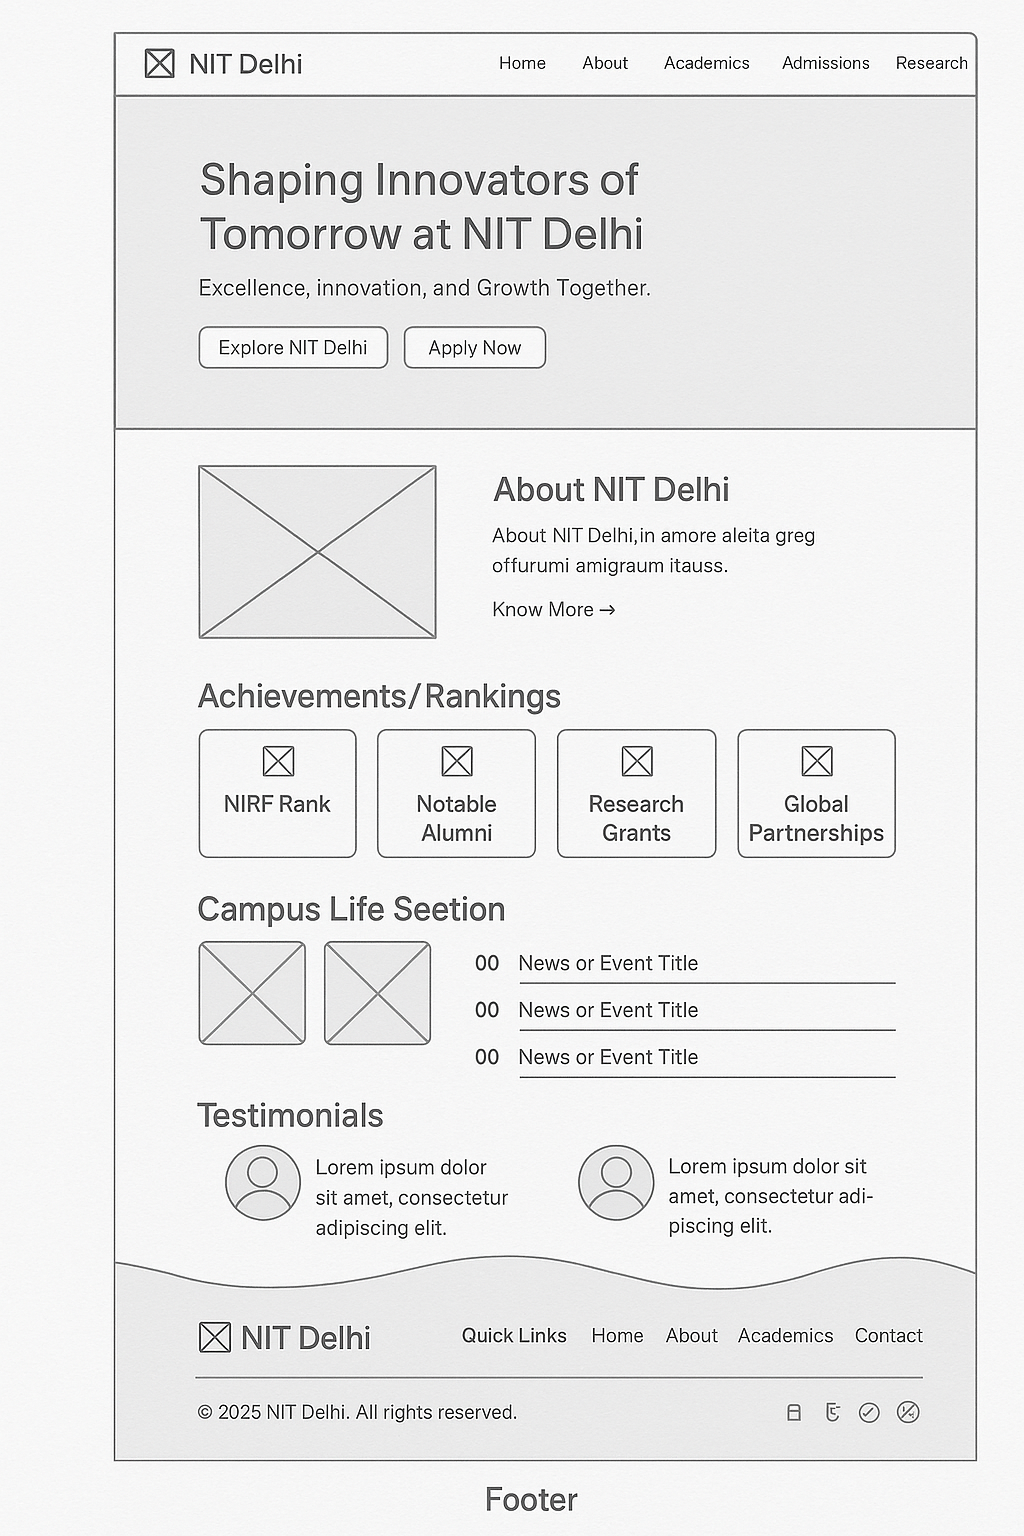 NIT Delhi
Home About Academics Admissions Research
Shaping Innovators of
Tomorrow at NIT Delhi
Excellence, innovation, and Growth Together.
Explore NIT Delhi Apply Now
About NIT Delhi
About NIT Delhi,in amore aleita greg
offurumi amigraum itauss.
Know More →
Achievements/Rankings
NIRF Rank
Notable
Alumni
Research
Grants
Global
Partnerships
Campus Life Seetion
00 News or Event Title
00 News or Event Title
00 News or Event Title
Testimonials
Lorem ipsum dolor
sit amet, consectetur
adipiscing elit.
Lorem ipsum dolor sit
amet, consectetur adi-
piscing elit.
NIT Delhi
Quick Links Home About Academics Contact
© 2025 NIT Delhi. All rights reserved.
Footer